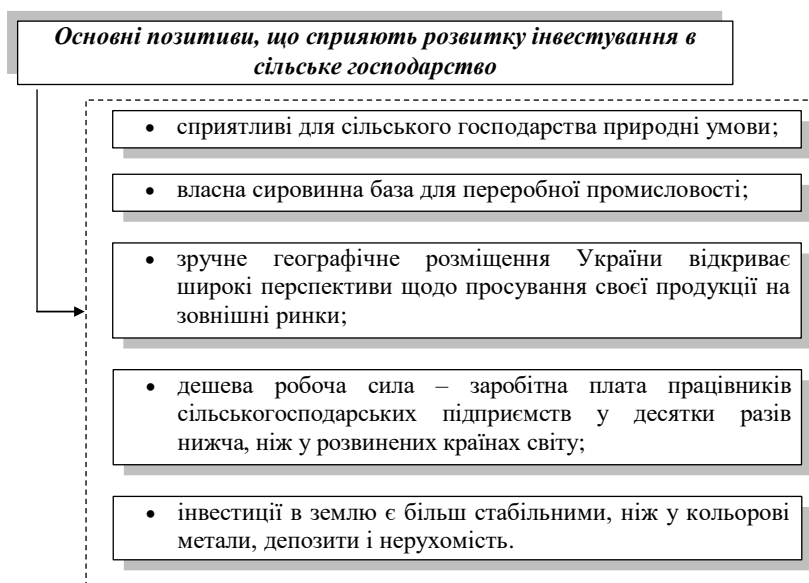 Основні позитиви, що сприяють розвитку інвестування в
сільське господарство
• сприятливі для сільського господарства природні умови;
• власна сировинна база для переробної промисловості;
• зручне географічне розміщення України відкриває
широкі перспективи щодо просування своєї продукції на
зовнішні ринки;
• дешева робоча сила – заробітна плата працівників
сільськогосподарських підприємств у десятки разів
нижча, ніж у розвинених країнах світу;
• інвестиції в землю є більш стабільними, ніж у кольорові
метали, депозити і нерухомість.